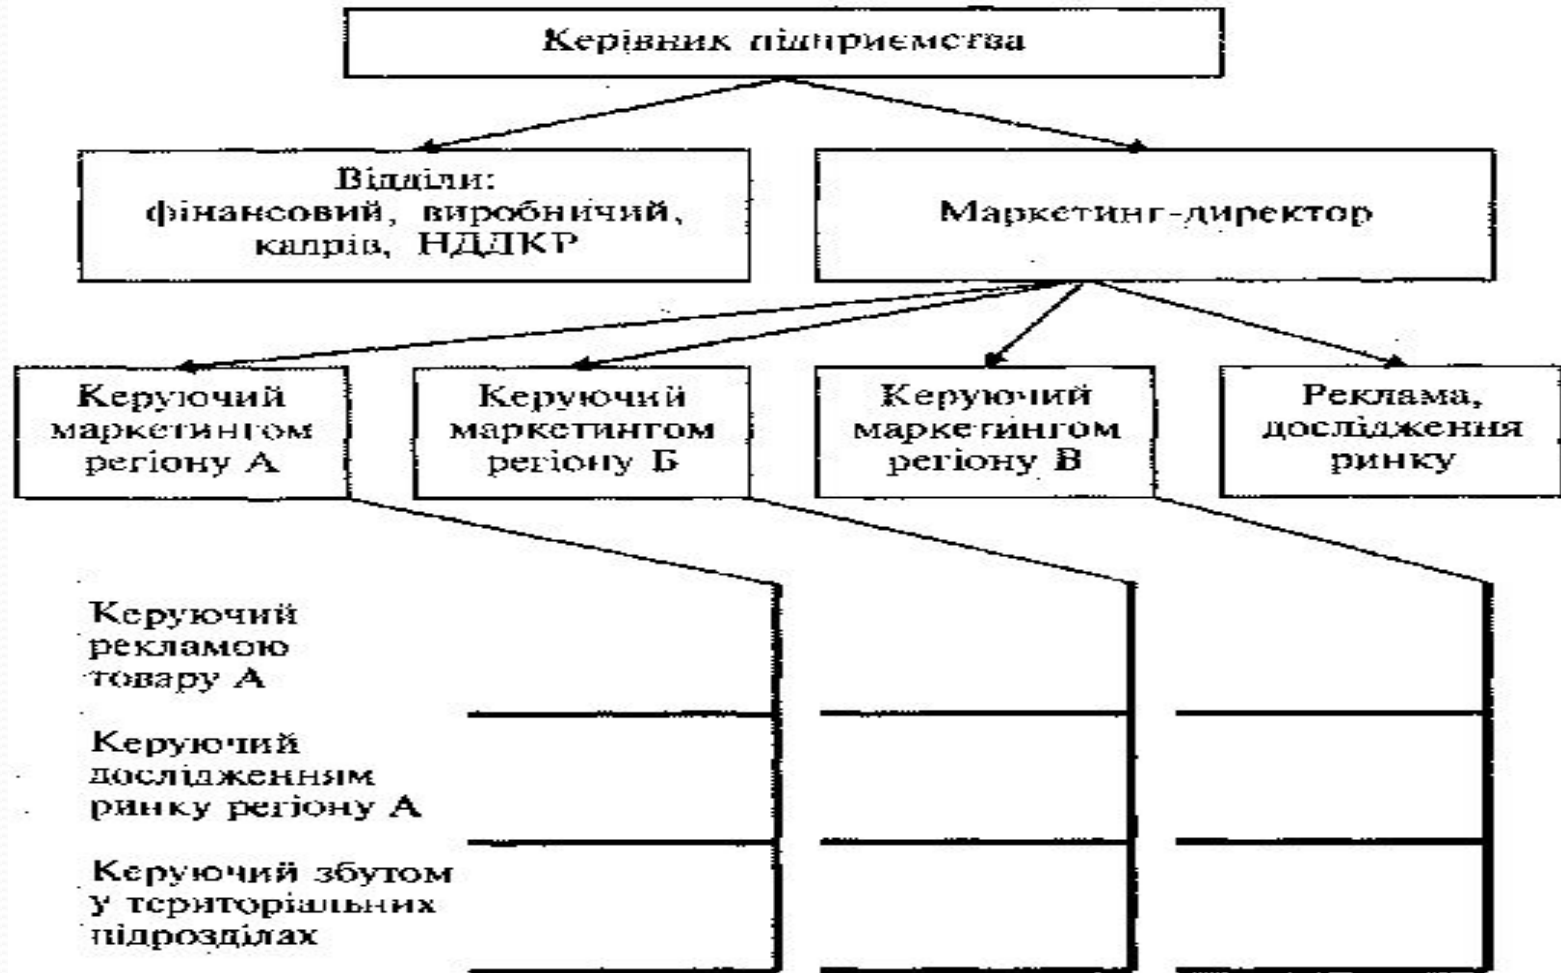 Керівник підприємства
Відділи:
фінансовий, виробничий,
кадрів, НДДКР
Маркетинг-директор
Керуючий
маркетингом
регіону А
Керуючий
маркетингом
регіону Б
Керуючий
маркетингом
регіону В
Реклама,
дослідження
ринку
Керуючий
рекламою
товару А
Керуючий
дослідженням
ринку регіону А
Керуючий збутом
у територіальних
підрозділах